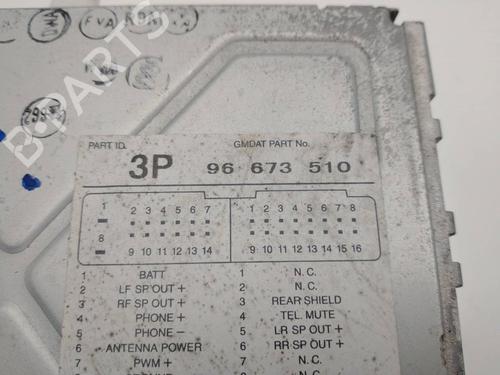 FVA
B-PARTS
PART ID.
GMDAT PART No.
3P 96 673 510
1 2 3 4 5 6 7 1 2 3 4 5 6 7 8
8 9 10 11 12 13 14 9 10 11 12 13 14 15 16
1 BATT 1 N.C.
2 LF SP OUT + 2 N.C.
3 RF SP OUT + 3 REAR SHIELD
4 PHONE + 4 TEL. MUTE
5 PHONE − 5 LR SP OUT +
6 ANTENNA POWER 6 RR SP OUT +
7 PWM + 7 N.C.